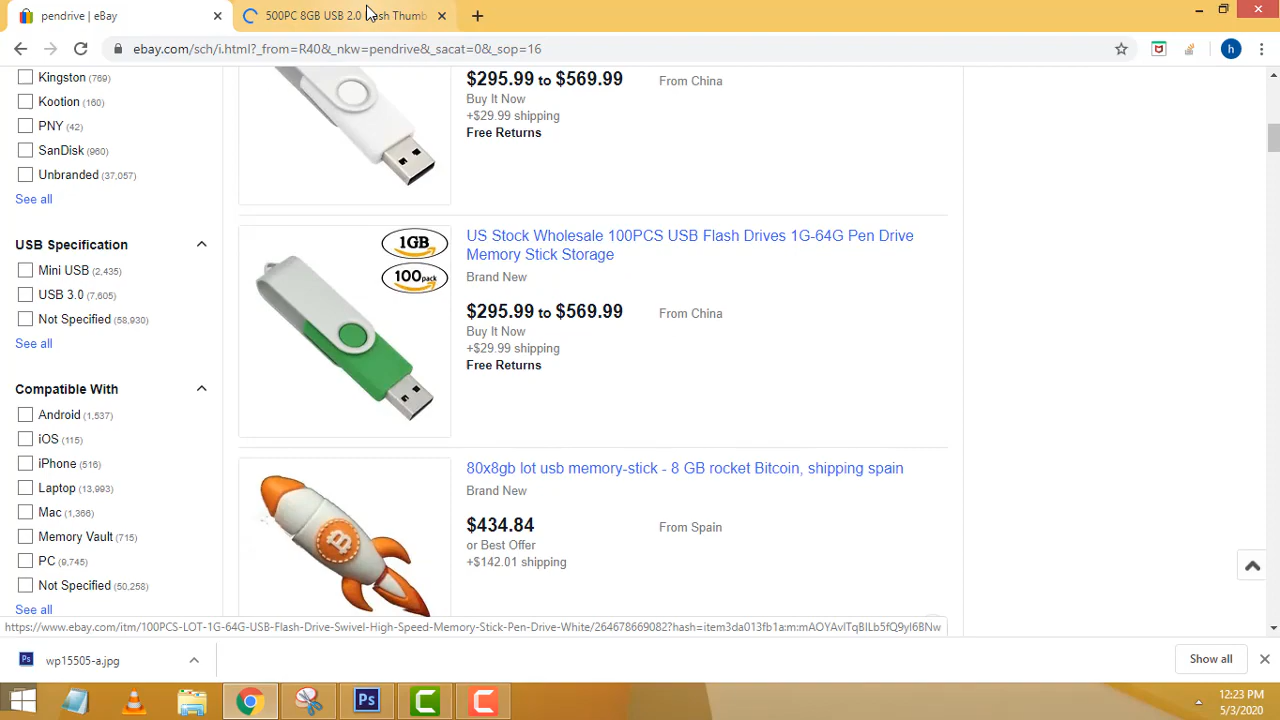 pendrive | eBay
500PC 8GB USB 2.0 Flash Thumb
ebay.com/sch/i.html?_from=R40&_nkw=pendrive&_sacat=0&_sop=16
h
Kingston (769)
Kootion (160)
PNY (42)
SanDisk (960)
Unbranded (37,057)
See all
USB Specification
Mini USB (2,435)
USB 3.0 (7,605)
Not Specified (58,930)
See all
Compatible With
Android (1,537)
iOS (115)
iPhone (516)
Laptop (13,993)
Mac (1,366)
Memory Vault (715)
PC (9,745)
Not Specified (50,258)
See all
$295.99 to $569.99
From China
Buy It Now
+$29.99 shipping
Free Returns
1GB
100pack
US Stock Wholesale 100PCS USB Flash Drives 1G-64G Pen Drive
Memory Stick Storage
Brand New
$295.99 to $569.99
From China
Buy It Now
+$29.99 shipping
Free Returns
80x8gb lot usb memory-stick - 8 GB rocket Bitcoin, shipping spain
Brand New
$434.84
From Spain
or Best Offer
+$142.01 shipping
https://www.ebay.com/itm/100PCS-LOT-1G-64G-USB-Flash-Drive-Swivel-High-Speed-Memory-Stick-Pen-Drive-White/264678669082?hash=item3da013fb1a:m:mAOYAvlTqBlLb5fQ9yl6BNw
Ps
wp15505-a.jpg
Show all
Ps
C
C
12:23 PM
5/3/2020